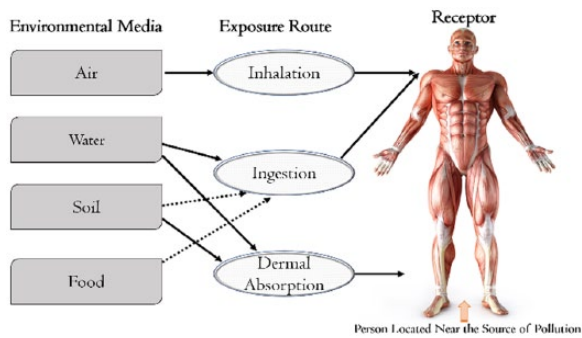 Environmental Media
Exposure Route
Receptor
Air
Inhalation
Water
Ingestion
Soil
Food
Dermal
Absorption
Person Located Near the Source of Pollution